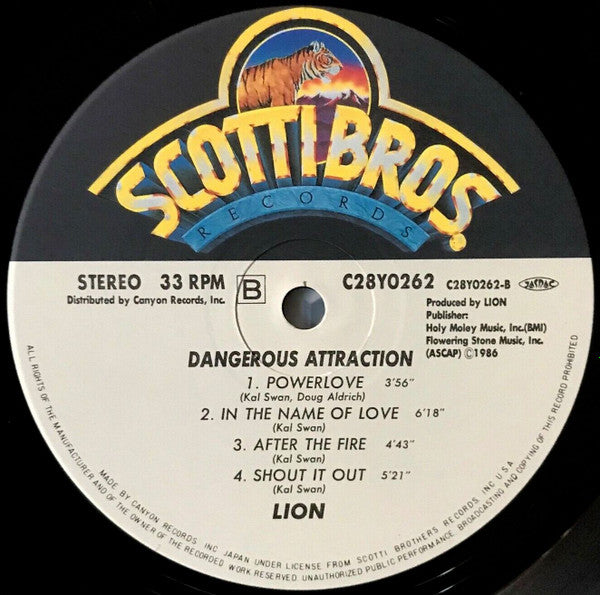 SCOTTI BROS.
RECORDS
STEREO 33 RPM B C28Y0262 C28Y0262-B JASRAC
Distributed by Canyon Records, Inc.
Produced by LION
Publisher:
Holy Moley Music, Inc.(BMI)
Flowering Stone Music, Inc.
(ASCAP) ©1986
DANGEROUS ATTRACTION
1. POWERLOVE 3'56"
(Kal Swan, Doug Aldrich)
2. IN THE NAME OF LOVE 6'18"
(Kal Swan)
3. AFTER THE FIRE 4'43"
(Kal Swan)
4. SHOUT IT OUT 5'21"
(Kal Swan)
LION
ALL RIGHTS OF THE MANUFACTURER AND OF THE OWNER OF THE RECORDED WORK RESERVED. UNAUTHORIZED PUBLIC PERFORMANCE, BROADCASTING AND COPYING OF THIS RECORD PROHIBITED
MADE BY CANYON RECORDS INC JAPAN UNDER LICENSE FROM SCOTTI BROTHERS RECORDS, INC U.S.A